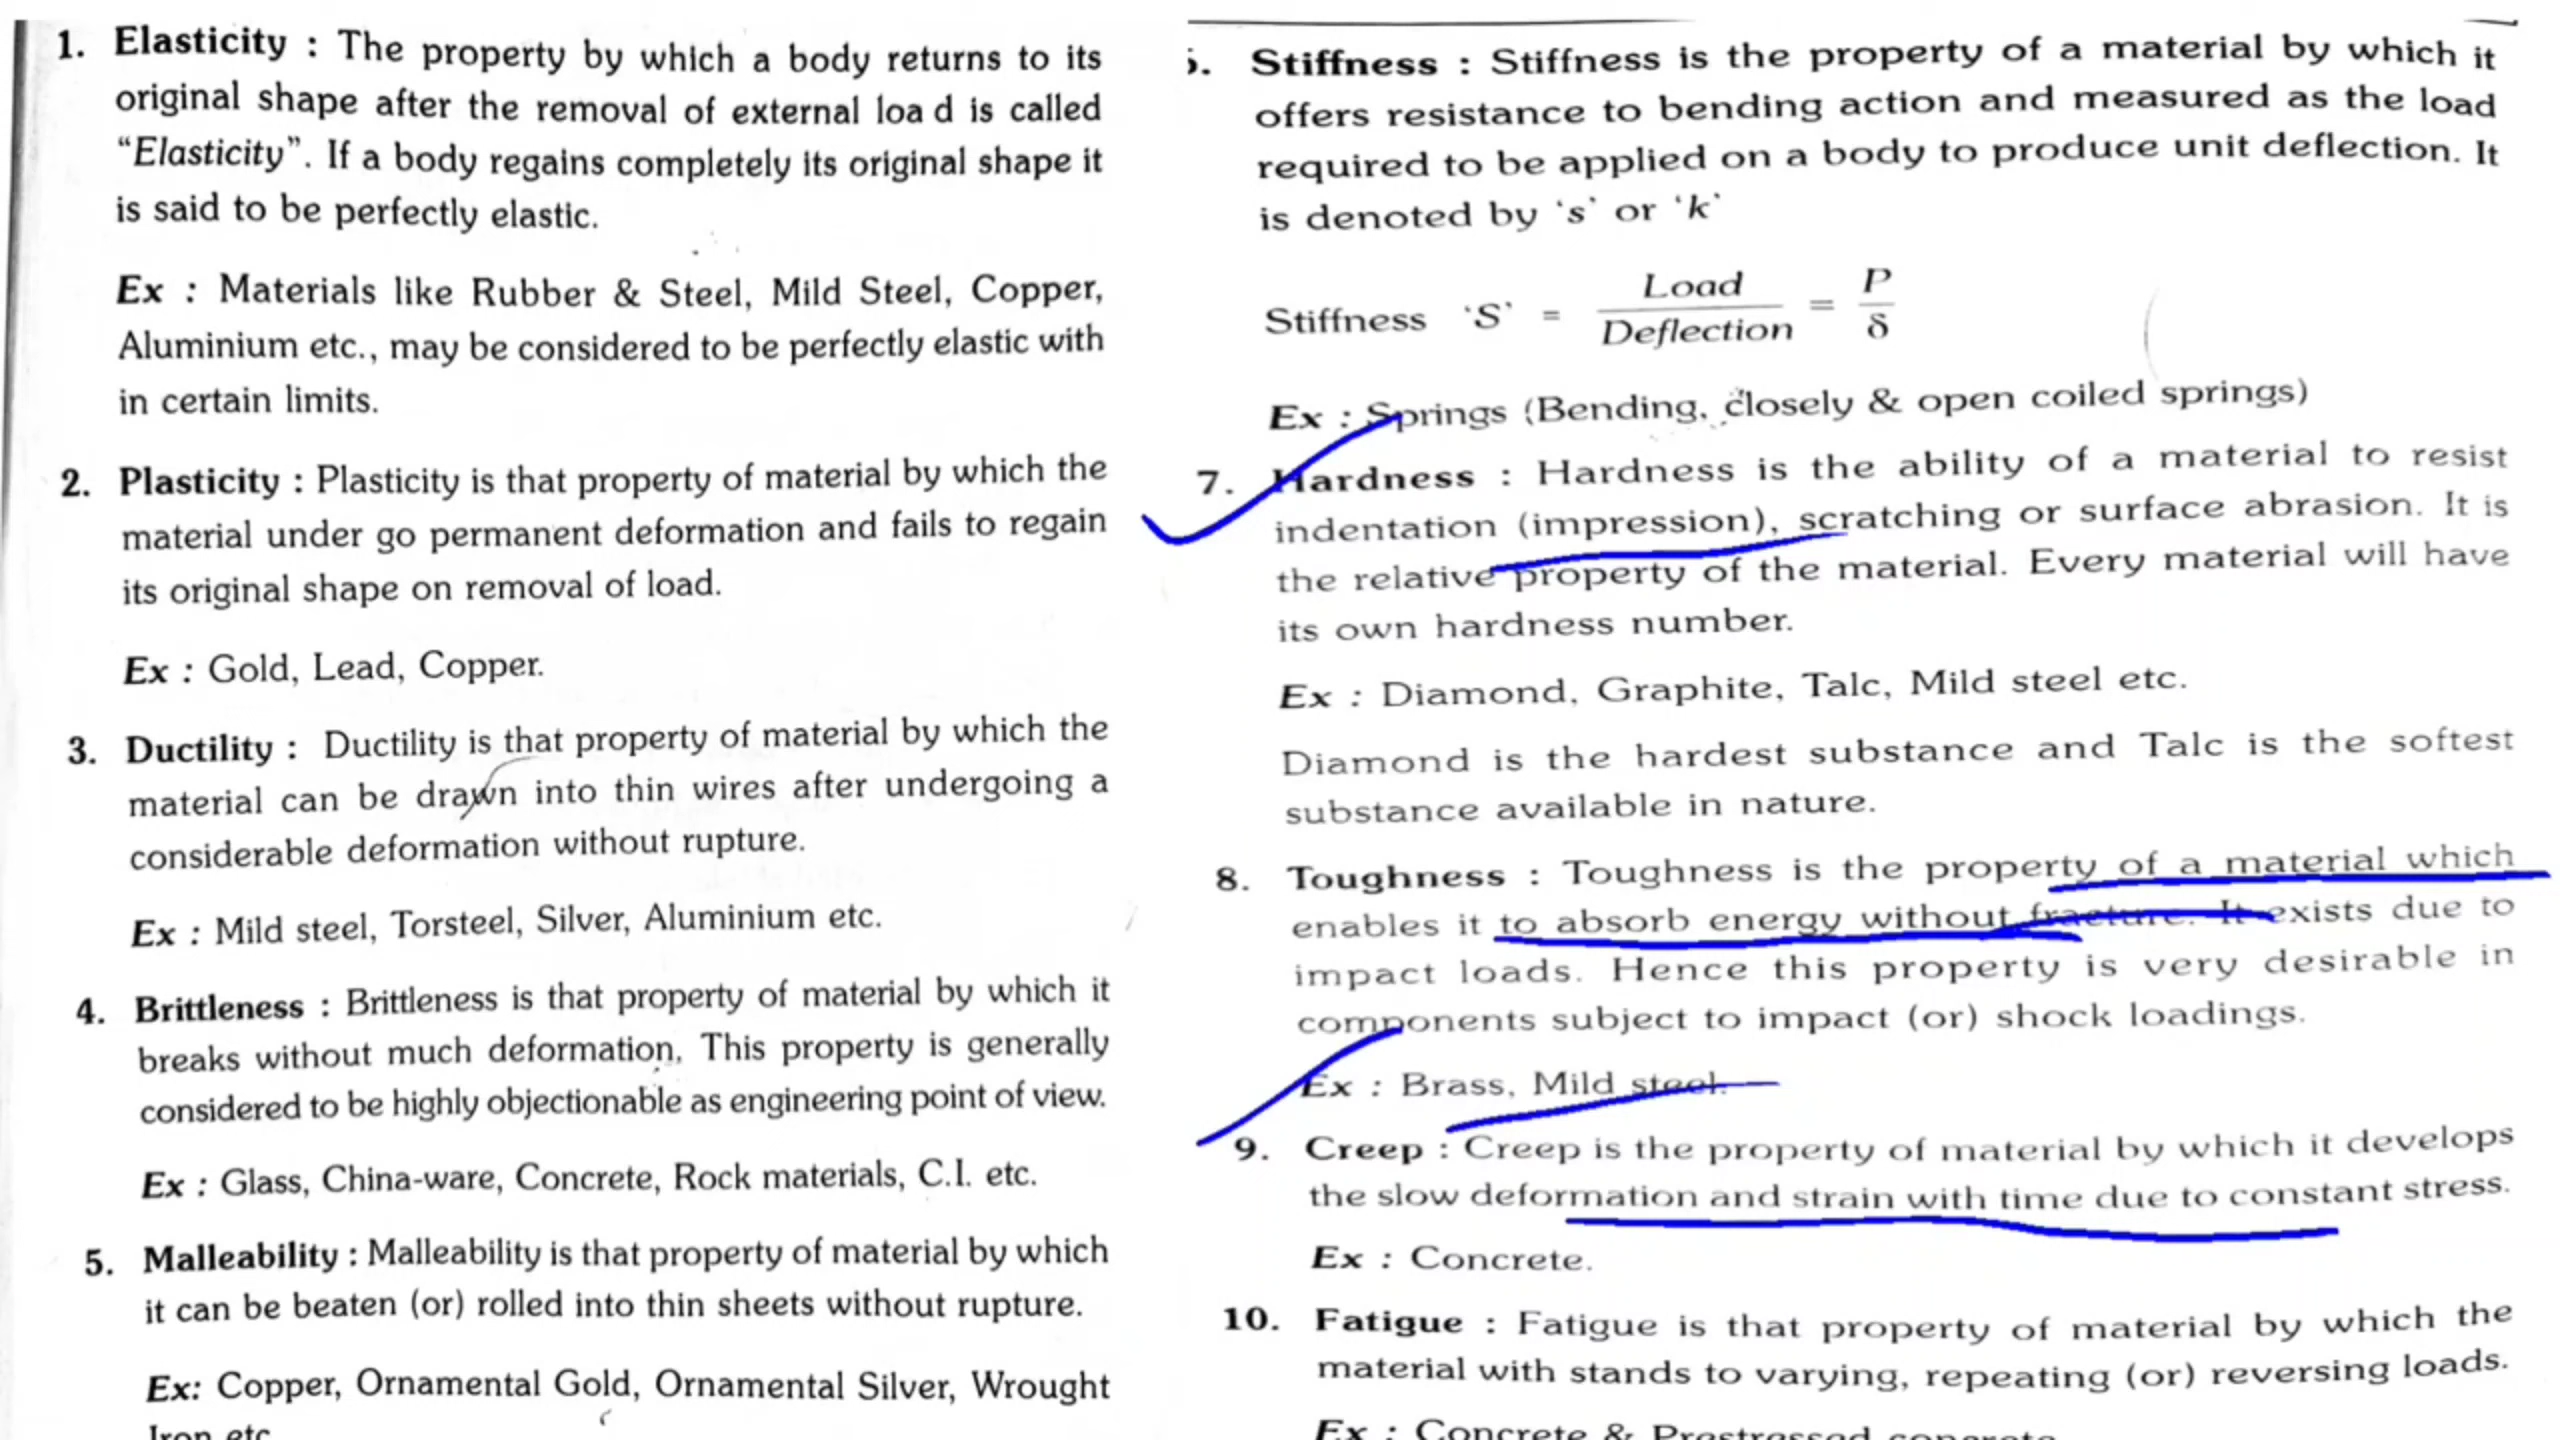 1. Elasticity : The property by which a body returns to its
original shape after the removal of external loa d is called
“Elasticity”. If a body regains completely its original shape it
is said to be perfectly elastic.
Ex : Materials like Rubber & Steel, Mild Steel, Copper,
Aluminium etc., may be considered to be perfectly elastic with
in certain limits.
2. Plasticity : Plasticity is that property of material by which the
material under go permanent deformation and fails to regain
its original shape on removal of load.
Ex : Gold, Lead, Copper.
3. Ductility : Ductility is that property of material by which the
material can be drawn into thin wires after undergoing a
considerable deformation without rupture.
Ex : Mild steel, Torsteel, Silver, Aluminium etc.
4. Brittleness : Brittleness is that property of material by which it
breaks without much deformation. This property is generally
considered to be highly objectionable as engineering point of view.
Ex : Glass, China-ware, Concrete, Rock materials, C.I. etc.
5. Malleability : Malleability is that property of material by which
it can be beaten (or) rolled into thin sheets without rupture.
Ex: Copper, Ornamental Gold, Ornamental Silver, Wrought
Iron etc
Stiffness : Stiffness is the property of a material by which it
offers resistance to bending action and measured as the load
required to be applied on a body to produce unit deflection. It
is denoted by ‘s’ or ‘k’
Stiffness ‘S’ = Load / Deflection = P / δ
Ex : Springs (Bending, closely & open coiled springs)
7. Hardness : Hardness is the ability of a material to resist
indentation (impression), scratching or surface abrasion. It is
the relative property of the material. Every material will have
its own hardness number.
Ex : Diamond, Graphite, Talc, Mild steel etc.
Diamond is the hardest substance and Talc is the softest
substance available in nature.
8. Toughness : Toughness is the property of a material which
enables it to absorb energy without fracture. It exists due to
impact loads. Hence this property is very desirable in
components subject to impact (or) shock loadings.
Ex : Brass, Mild steel.
9. Creep : Creep is the property of material by which it develops
the slow deformation and strain with time due to constant stress.
Ex : Concrete.
10. Fatigue : Fatigue is that property of material by which the
material with stands to varying, repeating (or) reversing loads.
Ex : Concrete & Prestressed concrete